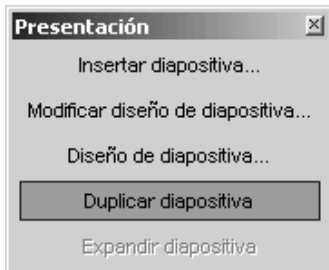 Presentación
Insertar diapositiva...
Modificar diseño de diapositiva...
Diseño de diapositiva...
Duplicar diapositiva
Expandir diapositiva